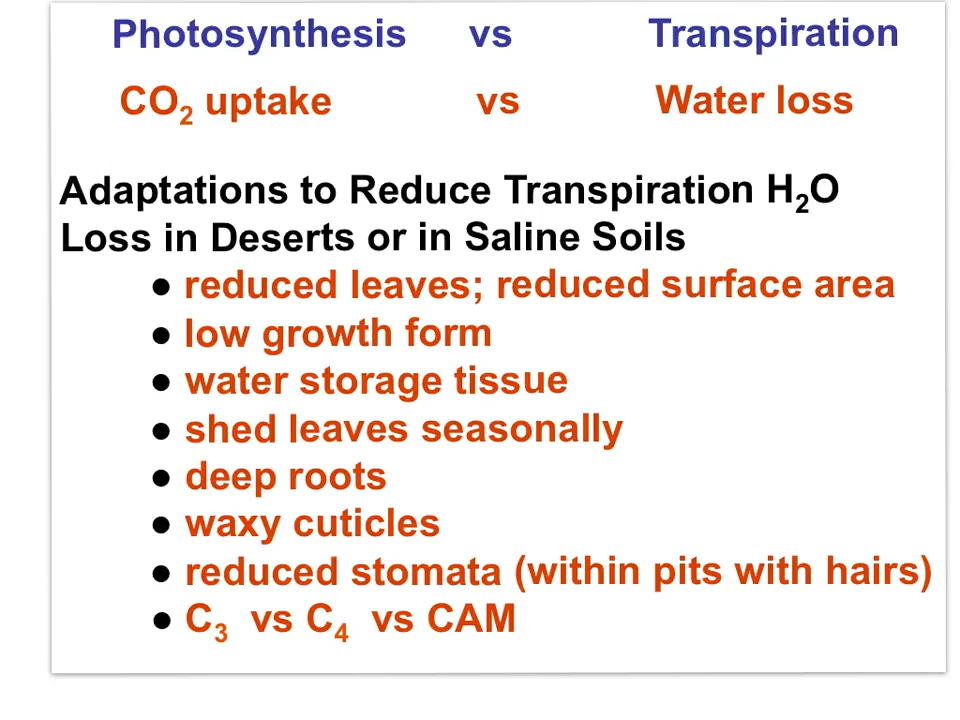 Photosynthesis vs Transpiration
CO₂ uptake vs Water loss
Adaptations to Reduce Transpiration H₂O
Loss in Deserts or in Saline Soils
● reduced leaves; reduced surface area
● low growth form
● water storage tissue
● shed leaves seasonally
● deep roots
● waxy cuticles
● reduced stomata (within pits with hairs)
● C₃ vs C₄ vs CAM